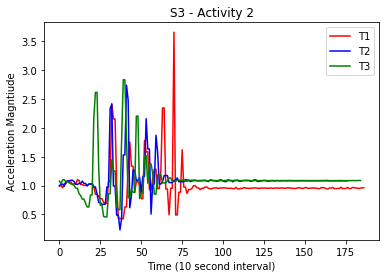 S3 - Activity 2
T1
T2
T3
Acceleration Magntiude
3.5
3.0
2.5
2.0
1.5
1.0
0.5
0 25 50 75 100 125 150 175
Time (10 second interval)